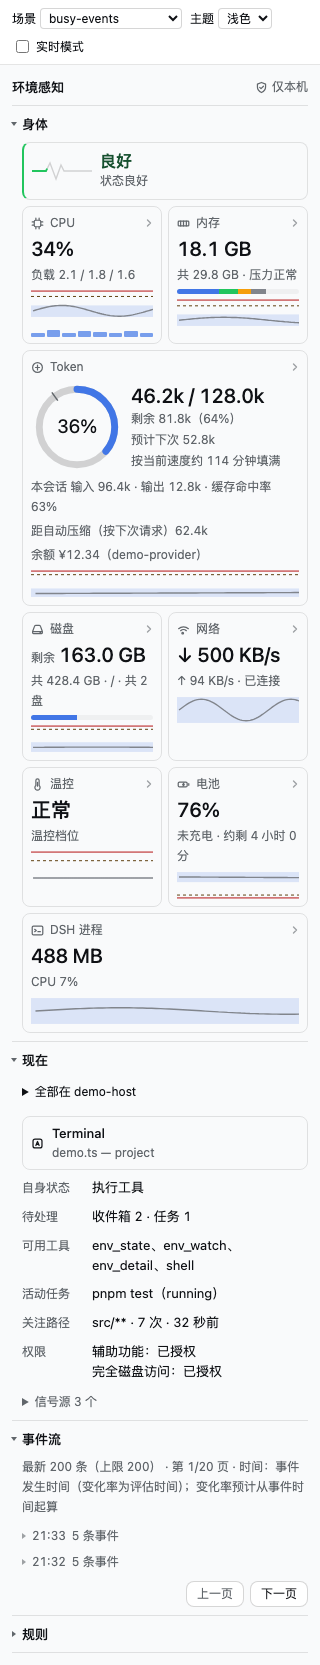 场景 busy-events 主题 浅色
实时模式
环境感知 仅本机
身体
良好
状态良好
CPU
34%
负载 2.1 / 1.8 / 1.6
内存
18.1 GB
共 29.8 GB · 压力正常
Token
36%
46.2k / 128.0k
剩余 81.8k（64%）
预计下次 52.8k
按当前速度约 114 分钟填满
本会话 输入 96.4k · 输出 12.8k · 缓存命中率
63%
距自动压缩（按下次请求）62.4k
余额 ¥12.34（demo-provider）
磁盘
剩余 163.0 GB
共 428.4 GB · / · 共 2
盘
网络
↓ 500 KB/s
↑ 94 KB/s · 已连接
温控
正常
温控档位
电池
76%
未充电 · 约剩 4 小时 0
分
DSH 进程
488 MB
CPU 7%
现在
全部在 demo-host
Terminal
demo.ts — project
自身状态 执行工具
待处理 收件箱 2 · 任务 1
可用工具 env_state、env_watch、
env_detail、shell
活动任务 pnpm test（running）
关注路径 src/** · 7 次 · 32 秒前
权限 辅助功能：已授权
完全磁盘访问：已授权
信号源 3 个
事件流
最新 200 条（上限 200） · 第 1/20 页 · 时间：事件
发生时间（变化率为评估时间）；变化率预计从事件时
间起算
21:33 5 条事件
21:32 5 条事件
上一页 下一页
规则